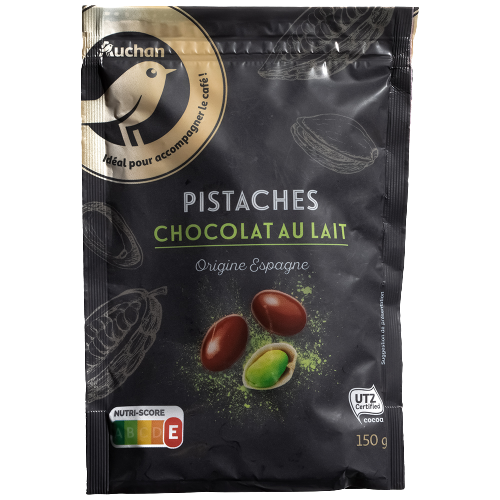 Auchan
Idéal pour accompagner le café !
PISTACHES
CHOCOLAT AU LAIT
Origine Espagne
Suggestion de présentation
NUTRI-SCORE
A B C D E
UTZ
Certified
cocoa
150 g